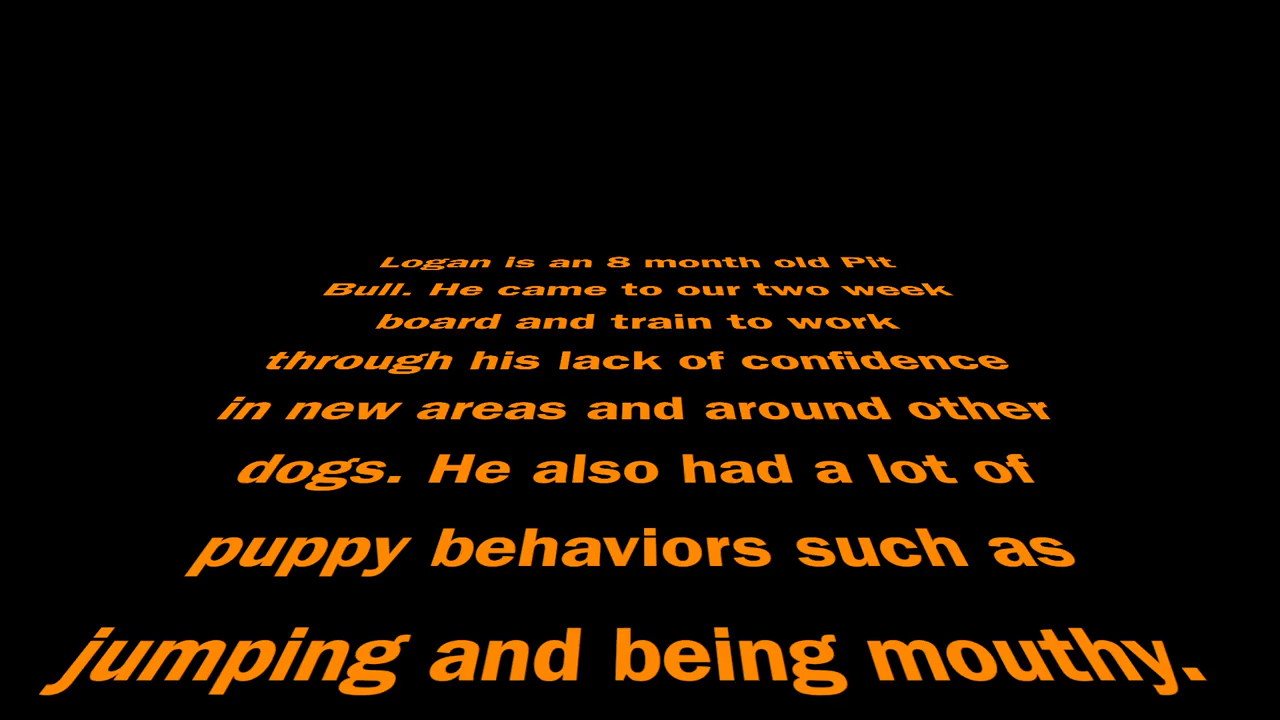 Logan is an 8 month old Pit
Bull. He came to our two week
board and train to work
through his lack of confidence
in new areas and around other
dogs. He also had a lot of
puppy behaviors such as
jumping and being mouthy.